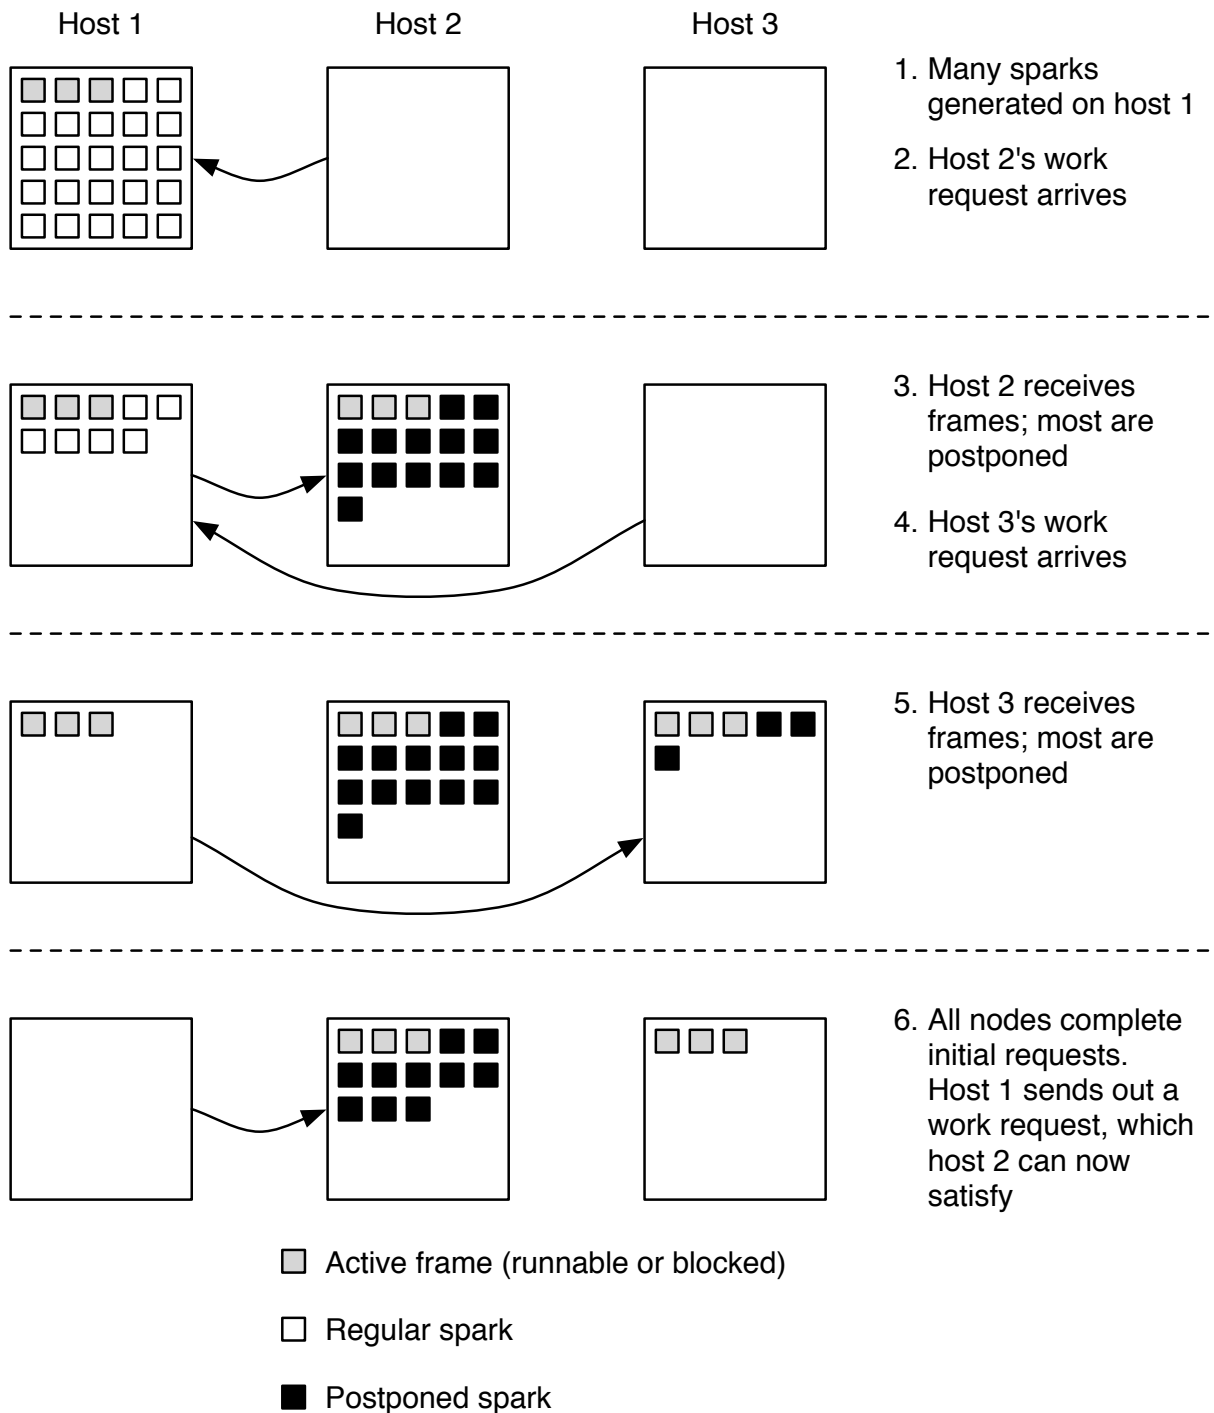 Host 1
Host 2
Host 3
1. Many sparks
generated on host 1
2. Host 2's work
request arrives
3. Host 2 receives
frames; most are
postponed
4. Host 3's work
request arrives
5. Host 3 receives
frames; most are
postponed
6. All nodes complete
initial requests.
Host 1 sends out a
work request, which
host 2 can now
satisfy
Active frame (runnable or blocked)
Regular spark
Postponed spark